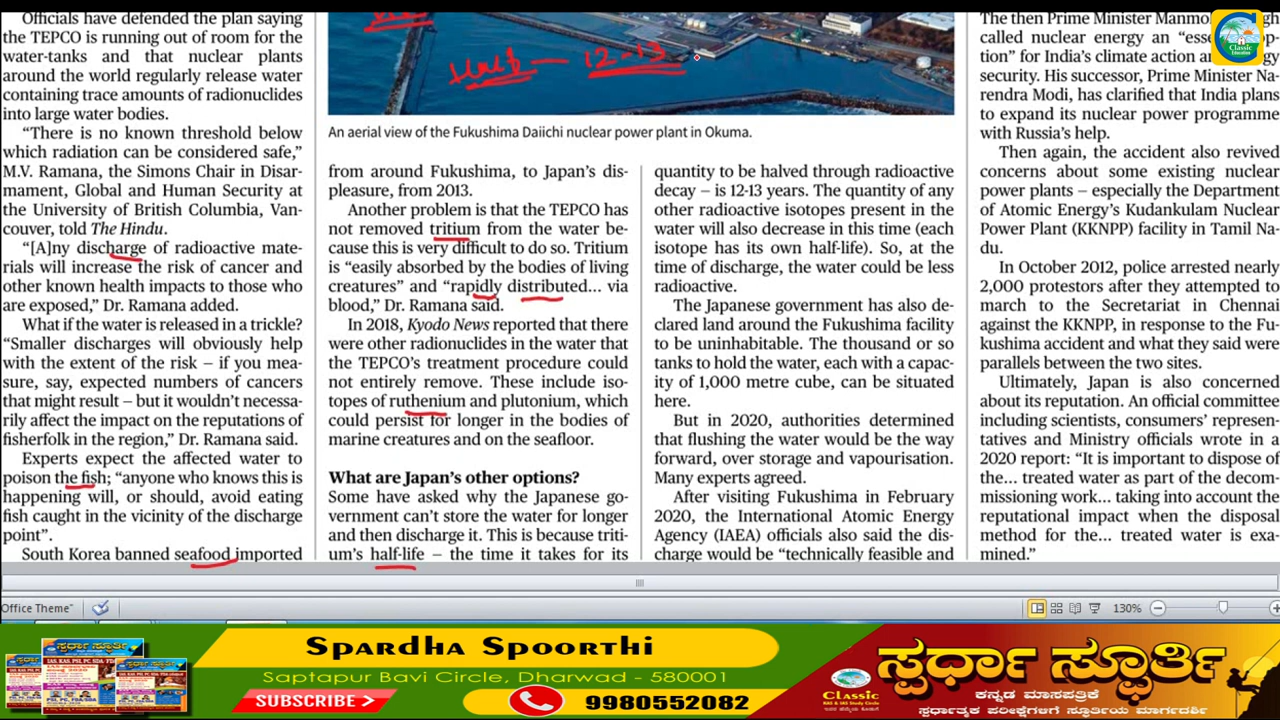 Officials have defended the plan saying
the TEPCO is running out of room for the
water-tanks and that nuclear plants
around the world regularly release water
containing trace amounts of radionuclides
into large water bodies.
“There is no known threshold below
which radiation can be considered safe,”
M.V. Ramana, the Simons Chair in Disar-
mament, Global and Human Security at
the University of British Columbia, Van-
couver, told The Hindu.
“[A]ny discharge of radioactive mate-
rials will increase the risk of cancer and
other known health impacts to those who
are exposed,” Dr. Ramana added.
What if the water is released in a trickle?
“Smaller discharges will obviously help
with the extent of the risk – if you mea-
sure, say, expected numbers of cancers
that might result – but it wouldn’t necessa-
rily affect the impact on the reputations of
fisherfolk in the region,” Dr. Ramana said.
Experts expect the affected water to
poison the fish; “anyone who knows this is
happening will, or should, avoid eating
fish caught in the vicinity of the discharge
point”.
South Korea banned seafood imported
12-13
An aerial view of the Fukushima Daiichi nuclear power plant in Okuma.
from around Fukushima, to Japan’s dis-
pleasure, from 2013.
Another problem is that the TEPCO has
not removed tritium from the water be-
cause this is very difficult to do so. Tritium
is “easily absorbed by the bodies of living
creatures” and “rapidly distributed... via
blood,” Dr. Ramana said.
In 2018, Kyodo News reported that there
were other radionuclides in the water that
the TEPCO’s treatment procedure could
not entirely remove. These include iso-
topes of ruthenium and plutonium, which
could persist for longer in the bodies of
marine creatures and on the seafloor.
What are Japan’s other options?
Some have asked why the Japanese go-
vernment can’t store the water for longer
and then discharge it. This is because triti-
um’s half-life – the time it takes for its
quantity to be halved through radioactive
decay – is 12-13 years. The quantity of any
other radioactive isotopes present in the
water will also decrease in this time (each
isotope has its own half-life). So, at the
time of discharge, the water could be less
radioactive.
The Japanese government has also de-
clared land around the Fukushima facility
to be uninhabitable. The thousand or so
tanks to hold the water, each with a capac-
ity of 1,000 metre cube, can be situated
here.
But in 2020, authorities determined
that flushing the water would be the way
forward, over storage and vapourisation.
Many experts agreed.
After visiting Fukushima in February
2020, the International Atomic Energy
Agency (IAEA) officials also said the dis-
charge would be “technically feasible and
The then Prime Minister
called nuclear energy an
tion” for India’s climate action
security. His successor, Prime Minister Na-
rendra Modi, has clarified that India plans
to expand its nuclear power programme
with Russia’s help.
Then again, the accident also revived
concerns about some existing nuclear
power plants – especially the Department
of Atomic Energy’s Kudankulam Nuclear
Power Plant (KKNPP) facility in Tamil Na-
du.
In October 2012, police arrested nearly
2,000 protestors after they attempted to
march to the Secretariat in Chennai
against the KKNPP, in response to the Fu-
kushima accident and what they said were
parallels between the two sites.
Ultimately, Japan is also concerned
about its reputation. An official committee
including scientists, consumers’ represen-
tatives and Ministry officials wrote in a
2020 report: “It is important to dispose of
the... treated water as part of the decom-
missioning work... taking into account the
reputational impact when the disposal
method for the... treated water is exa-
mined.”
Classic
Education
Office Theme"
130%
Spardha Spoorthi
Saptapur Bavi Circle, Dharwad - 580001
SUBSCRIBE
9980552082
ಸ್ಪರ್ಧಾ ಸ್ಫೂರ್ತಿ
Classic
ಕನ್ನಡ ಮಾಸಪತ್ರಿಕೆ
ಸ್ಪರ್ಧಾತ್ಮಕ ಪರೀಕ್ಷೆಗಳಿಗೆ ಸ್ಫೂರ್ತಿಯ ಮಾರ್ಗದರ್ಶಿ